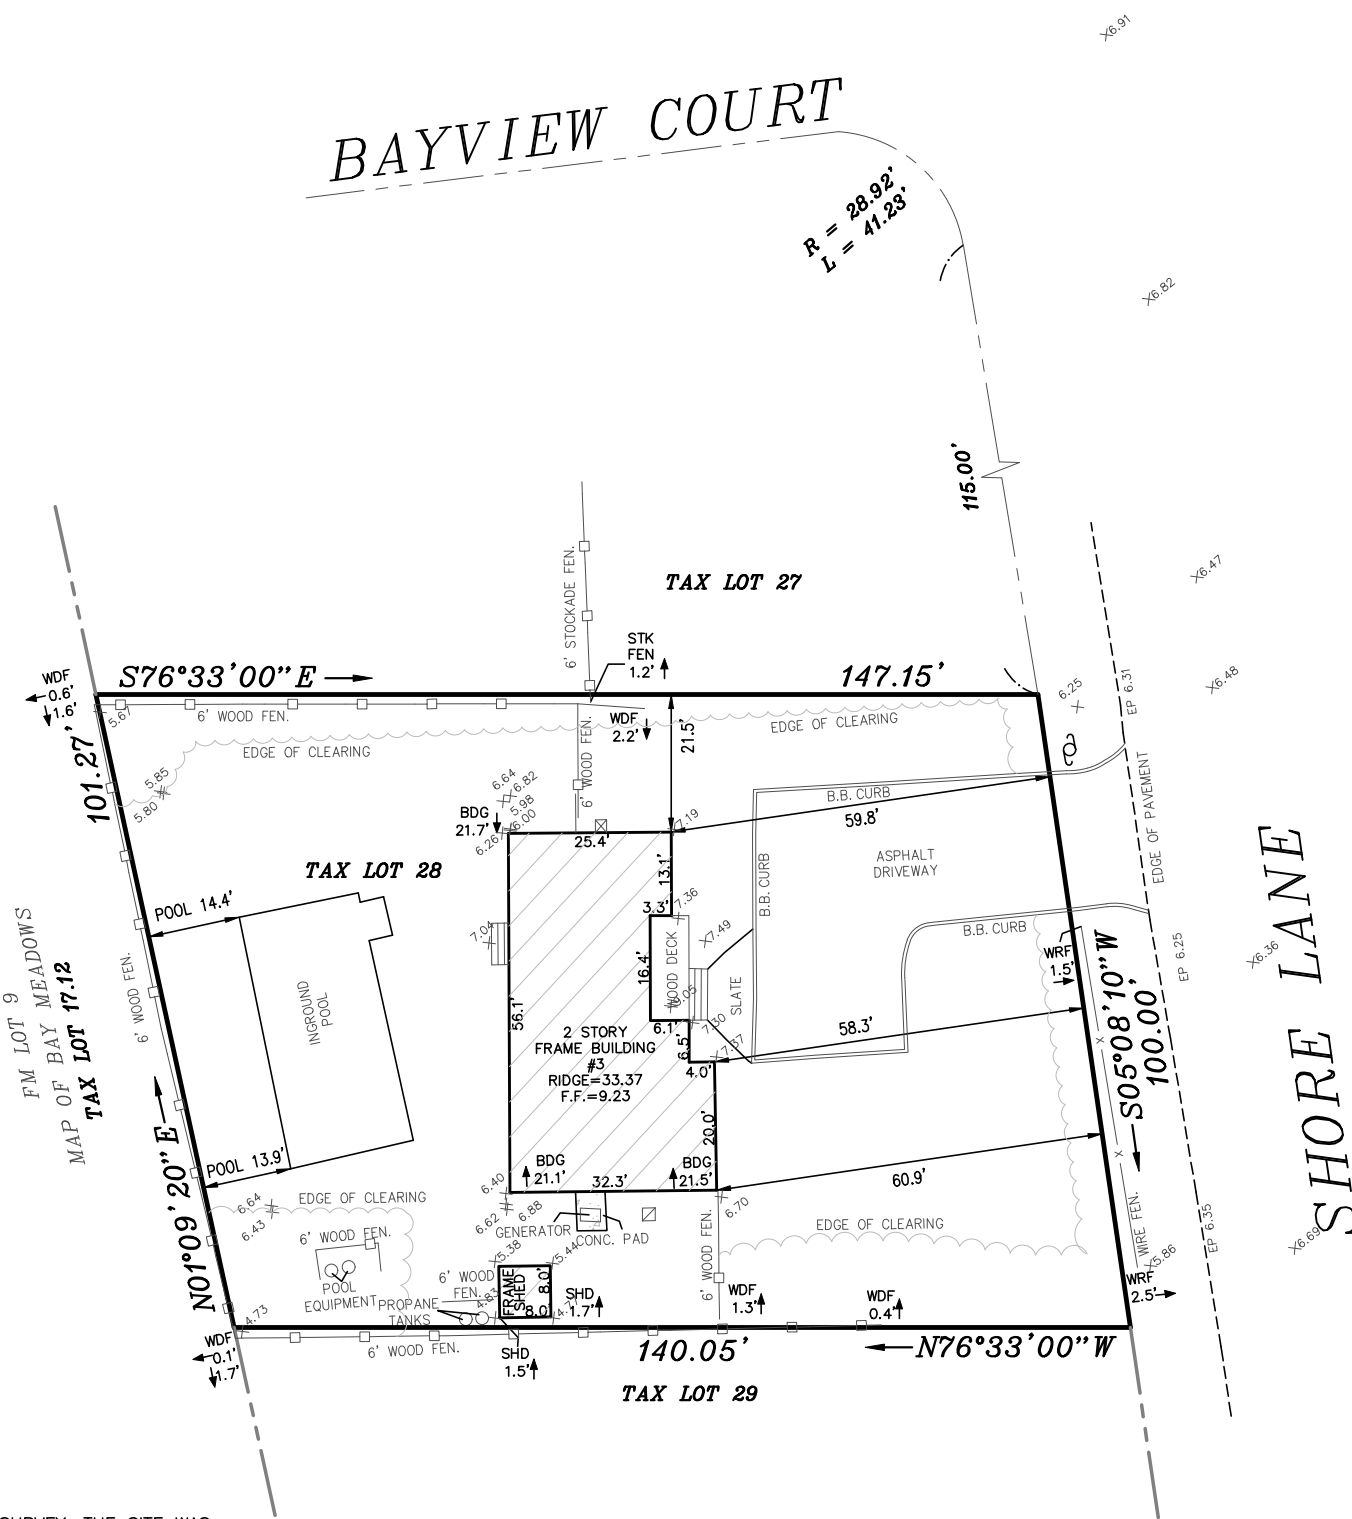 X6.91
BAYVIEW COURT
R = 28.92'
L = 41.23'
X6.82
115.00'
X6.47
6' STOCKADE FEN.
TAX LOT 27
STK
FEN
1.2'
S76°33'00"E
147.15'
6.25
EP 6.31
X6.48
WDF
0.6'
1.6'
5.67
6' WOOD FEN.
WDF
2.2'
21.5'
EDGE OF CLEARING
EDGE OF CLEARING
6' WOOD FEN.
101.27'
5.85
5.80
6.64
6.82
5.98
6.00
6.26
BDG
21.7'
25.4'
7.19
B.B. CURB
59.8'
EDGE OF PAVEMENT
TAX LOT 28
13.1'
B.B. CURB
ASPHALT
DRIVEWAY
POOL 14.4'
3.3'
7.36
7.04
X7.49
B.B. CURB
WRF
1.5'
EP 6.25
X6.36
FM LOT 9
MAP OF BAY MEADOWS
TAX LOT 17.12
6' WOOD FEN.
INGROUND
POOL
56.1'
16.4'
WOOD DECK
SLATE
S05°08'10"W
100.00'
SHORE LANE
6.1'
7.30
58.3'
2 STORY
FRAME BUILDING
#3
RIDGE=33.37
F.F.=9.23
6.5'
7.37
4.0'
20.0'
N01°09'20"E
POOL 13.9'
BDG
21.1'
32.3'
BDG
21.5'
60.9'
6.40
6.64
6.43
EDGE OF CLEARING
6.62
6.88
6.70
GENERATOR
CONC. PAD
EDGE OF CLEARING
6' WOOD FEN.
6' WOOD FEN.
WIRE FEN.
EP 6.35
X6.69
X5.86
X5.38
X5.44
POOL
EQUIPMENT
6' WOOD
FEN.
FRAME
SHED
8.0'
8.0'
4.83
PROPANE
TANKS
SHD
1.7'
WDF
1.3'
WDF
0.4'
WRF
2.5'
4.73
WDF
0.1'
1.7'
6' WOOD FEN.
SHD
1.5'
140.05'
N76°33'00"W
TAX LOT 29